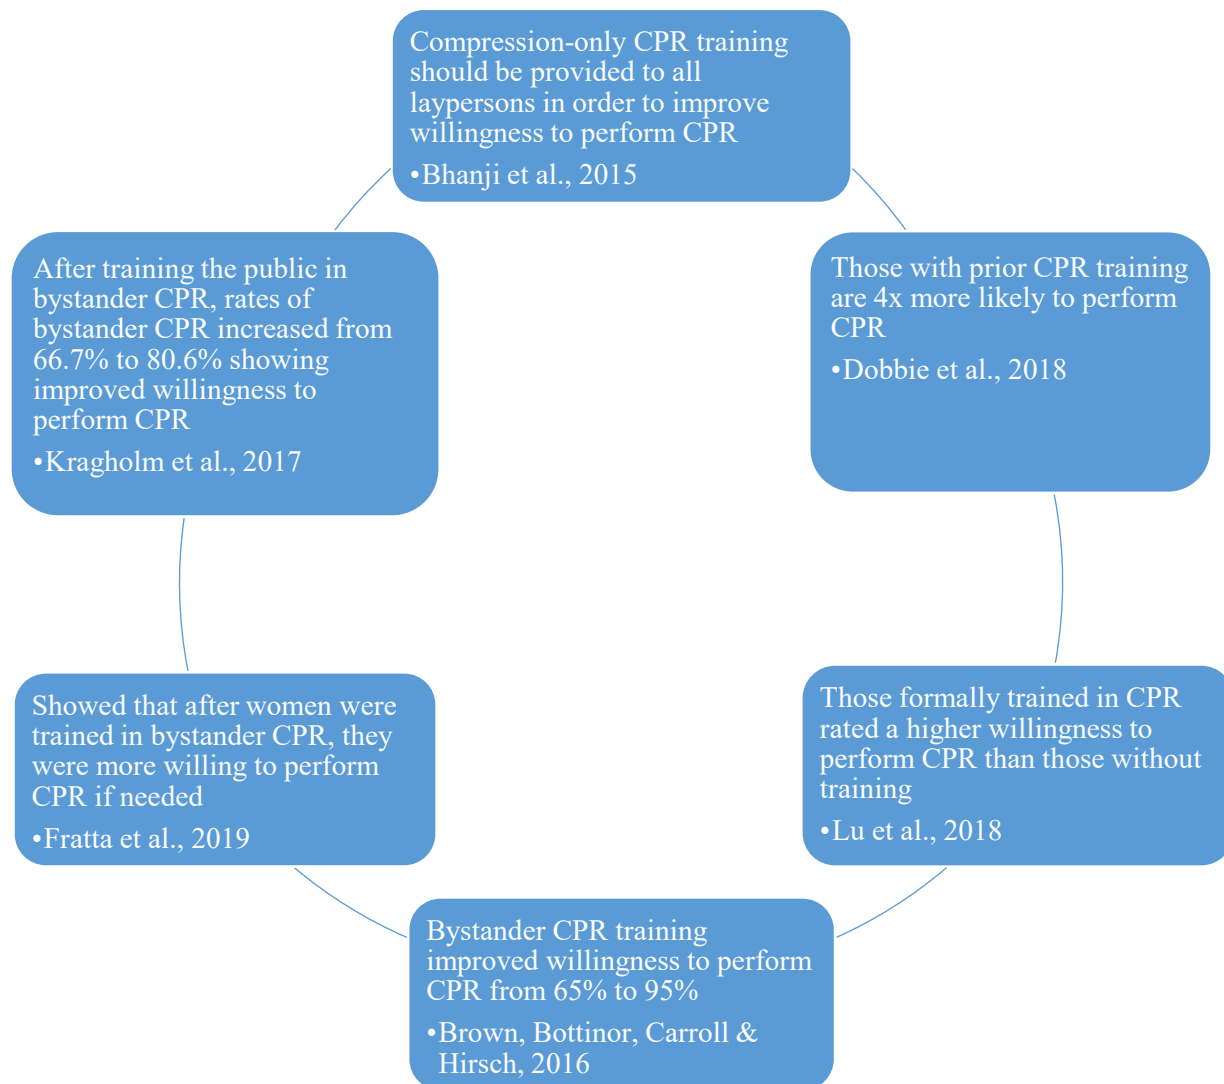 Compression-only CPR training
should be provided to all
laypersons in order to improve
willingness to perform CPR
•Bhanji et al., 2015
Those with prior CPR training
are 4x more likely to perform
CPR
•Dobbie et al., 2018
Those formally trained in CPR
rated a higher willingness to
perform CPR than those without
training
•Lu et al., 2018
Bystander CPR training
improved willingness to perform
CPR from 65% to 95%
•Brown, Bottinor, Carroll &
Hirsch, 2016
Showed that after women were
trained in bystander CPR, they
were more willing to perform
CPR if needed
•Fratta et al., 2019
After training the public in
bystander CPR, rates of
bystander CPR increased from
66.7% to 80.6% showing
improved willingness to
perform CPR
•Kragholm et al., 2017